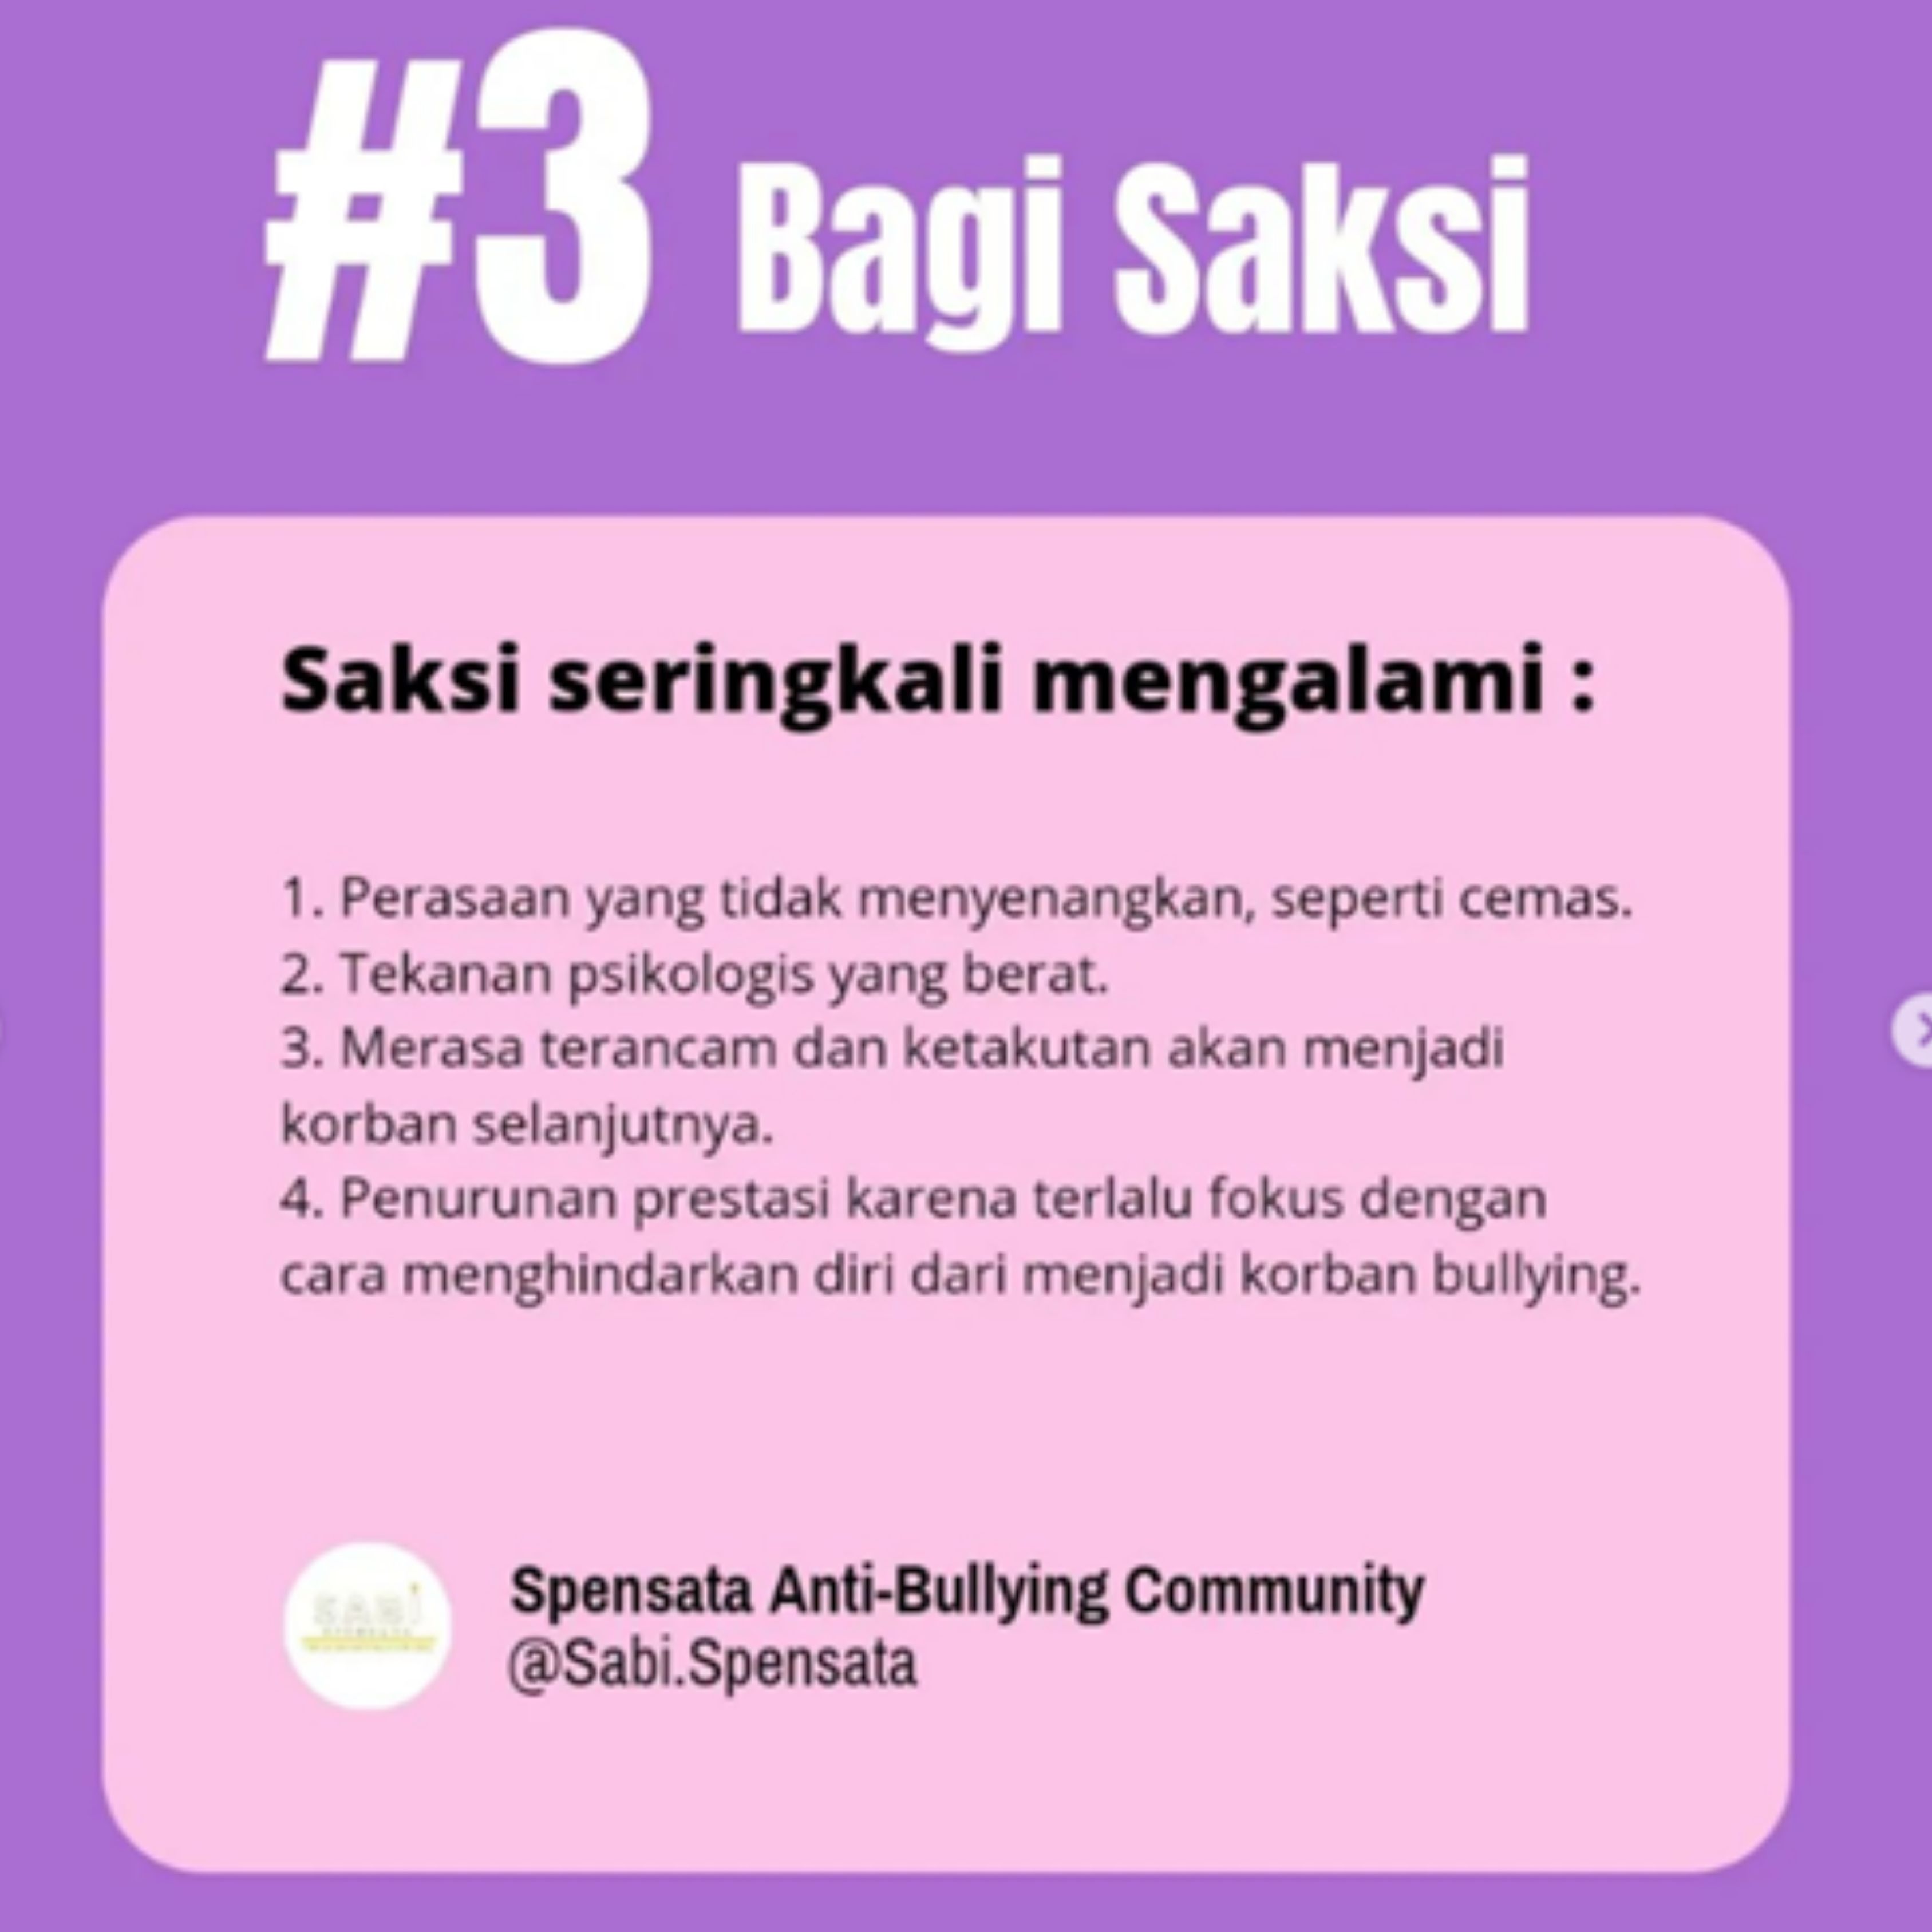 #3 Bagi Saksi
Saksi seringkali mengalami :
1. Perasaan yang tidak menyenangkan, seperti cemas.
2. Tekanan psikologis yang berat.
3. Merasa terancam dan ketakutan akan menjadi
korban selanjutnya.
4. Penurunan prestasi karena terlalu fokus dengan
cara menghindarkan diri dari menjadi korban bullying.
SABI
Spensata Anti-Bullying Community
@Sabi.Spensata